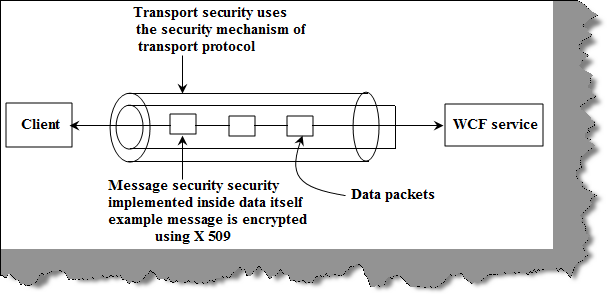 Transport security uses
the security mechanism of
transport protocol
Client
WCF service
Message security security
implemented inside data itself
example message is encrypted
using X 509
Data packets